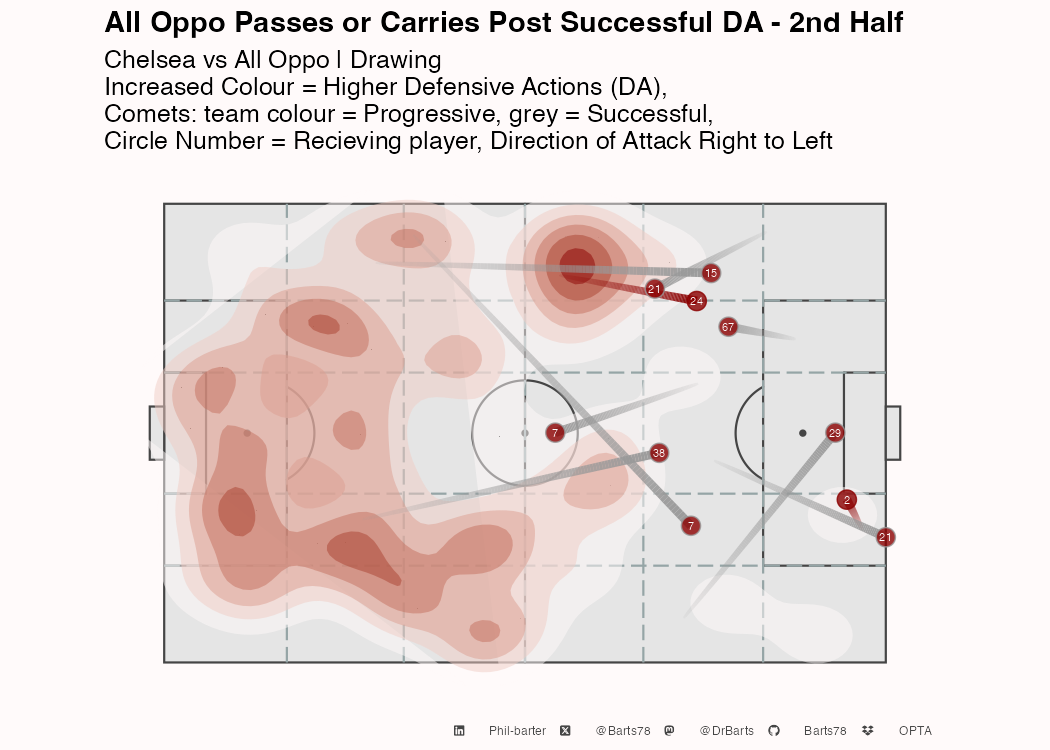 All Oppo Passes or Carries Post Successful DA - 2nd Half
Chelsea vs All Oppo | Drawing
Increased Colour = Higher Defensive Actions (DA),
Comets: team colour = Progressive, grey = Successful,
Circle Number = Recieving player, Direction of Attack Right to Left
15
21
24
67
7
38
29
2
7
21
Phil-barter @Barts78 @DrBarts Barts78 OPTA